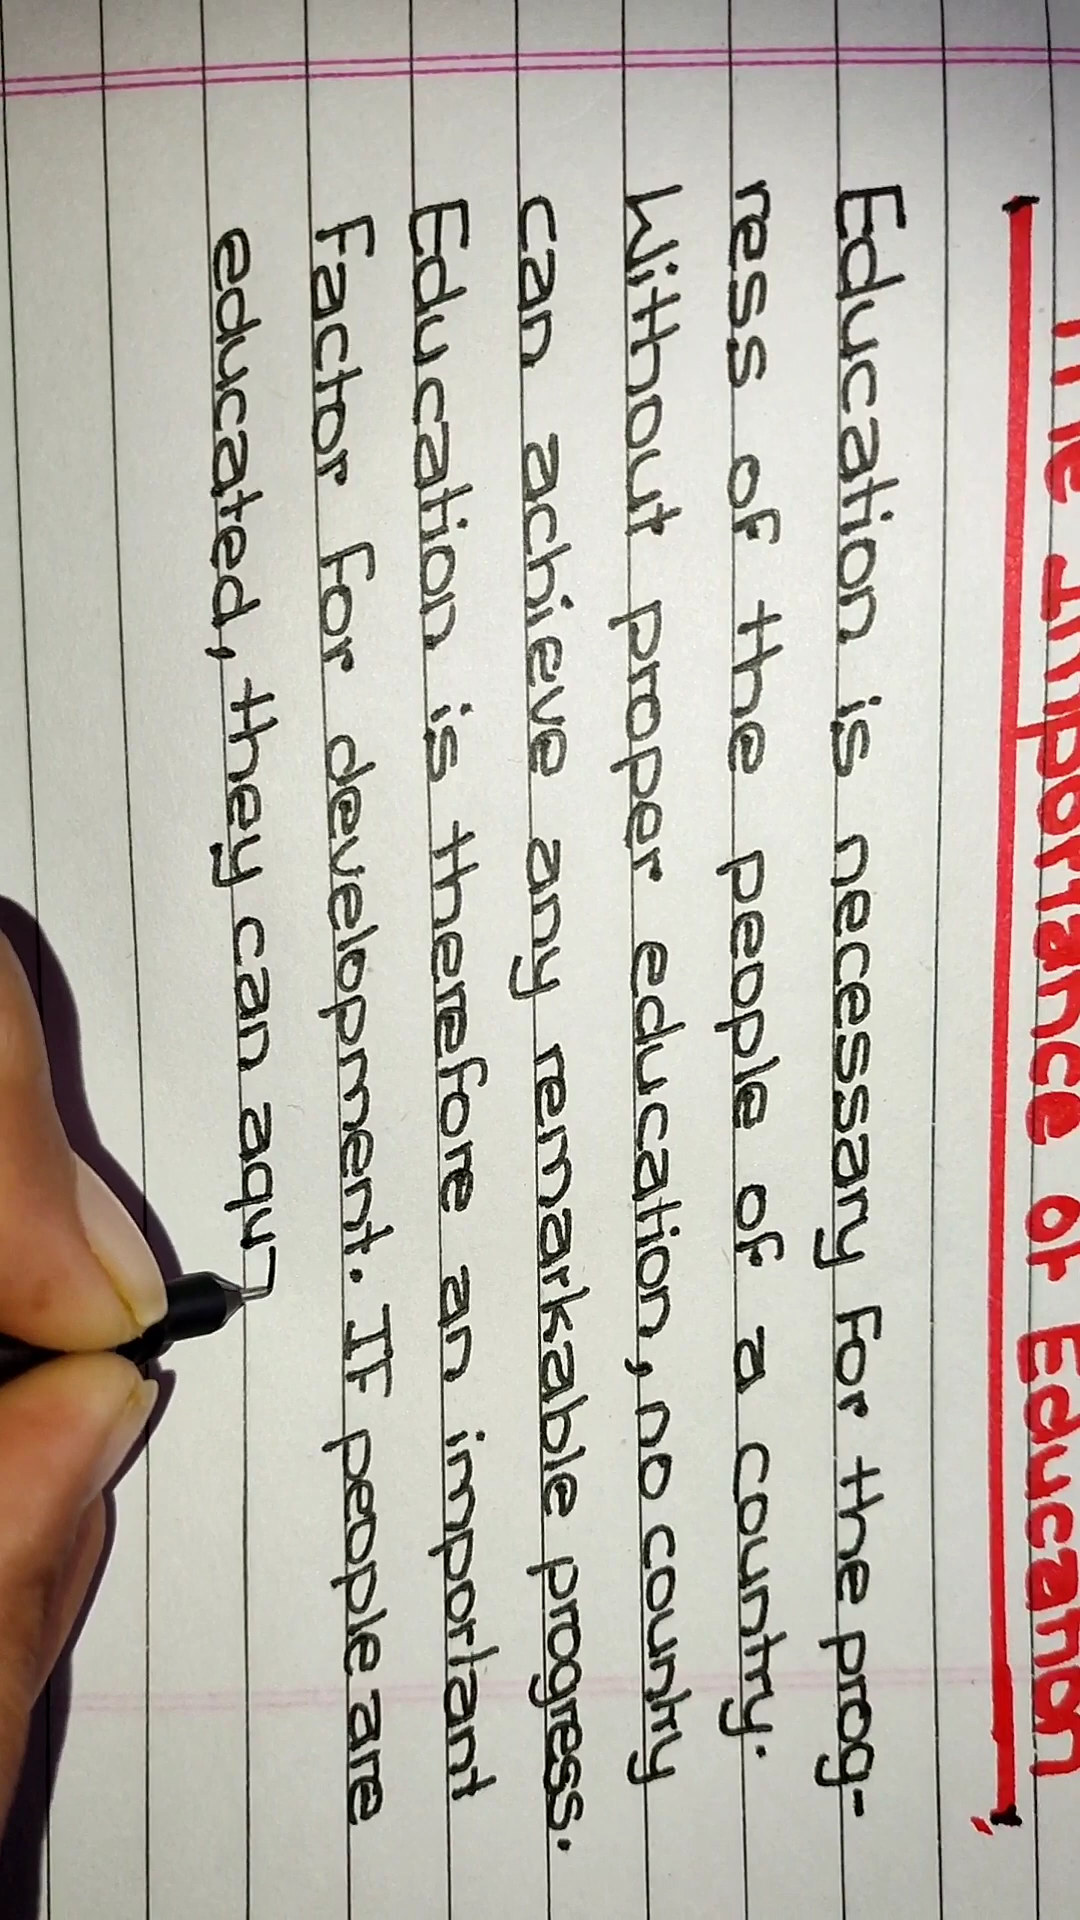 The Importance of Education
Education is necessary for the prog-
ress of the people of a country.
Without proper education, no country
can achieve any remarkable progress.
Education is therefore an important
Factor for development. If people are
educated, they can aqu